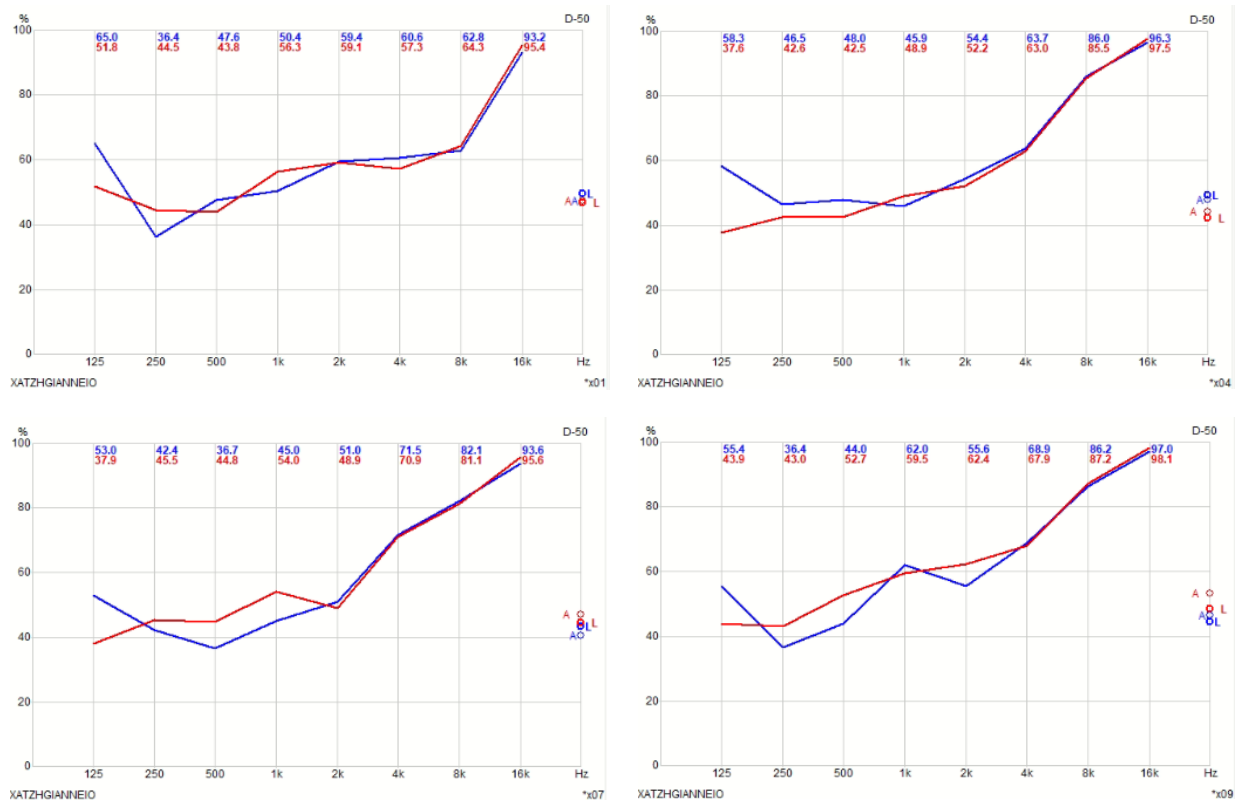 % D-50
65.0 36.4 47.6 50.4 59.4 60.6 62.8 93.2
51.8 44.5 43.8 56.3 59.1 57.3 64.3 95.4
100
80
60
40
20
0
A A L
L
125 250 500 1k 2k 4k 8k 16k Hz
XATZHGIANNEIO *x01
% D-50
58.3 46.5 48.0 45.9 54.4 63.7 86.0 96.3
37.6 42.6 42.5 48.9 52.2 63.0 85.5 97.5
100
80
60
40
20
0
L
A
A
L
125 250 500 1k 2k 4k 8k 16k Hz
XATZHGIANNEIO *x04
% D-50
53.0 42.4 36.7 45.0 51.0 71.5 82.1 93.6
37.9 45.5 44.8 54.0 48.9 70.9 81.1 95.6
100
80
60
40
20
0
A
L
L
A
125 250 500 1k 2k 4k 8k 16k Hz
XATZHGIANNEIO *x07
% D-50
55.4 36.4 44.0 62.0 55.6 68.9 86.2 97.0
43.9 43.0 52.7 59.5 62.4 67.9 87.2 98.1
100
80
60
40
20
0
A
L
A
L
125 250 500 1k 2k 4k 8k 16k Hz
XATZHGIANNEIO *x09